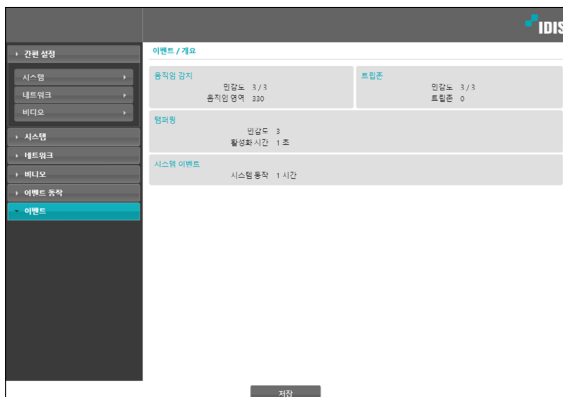 IDIS
간편 설정
시스템
네트워크
비디오
시스템
네트워크
비디오
이벤트 동작
이벤트
이벤트 / 개요
움직임 감지
민감도 3 / 3
움직임 영역 330
트립존
민감도 3 / 3
트립존 0
탬퍼링
민감도 3
활성화 시간 1 초
시스템 이벤트
시스템 동작 1 시간
저장